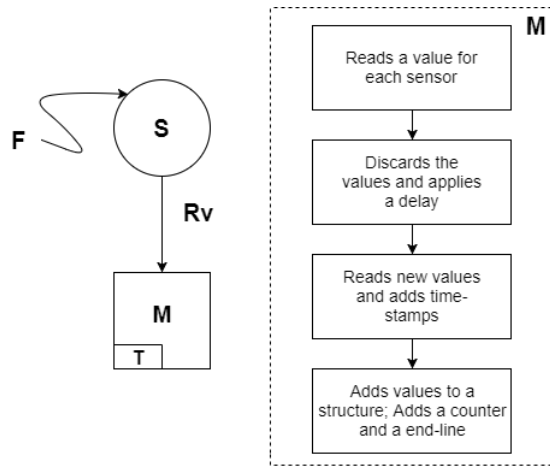 F
S
Rv
M
T
M
Reads a value for
each sensor
Discards the
values and applies
a delay
Reads new values
and adds time-
stamps
Adds values to a
structure; Adds a counter
and a end-line